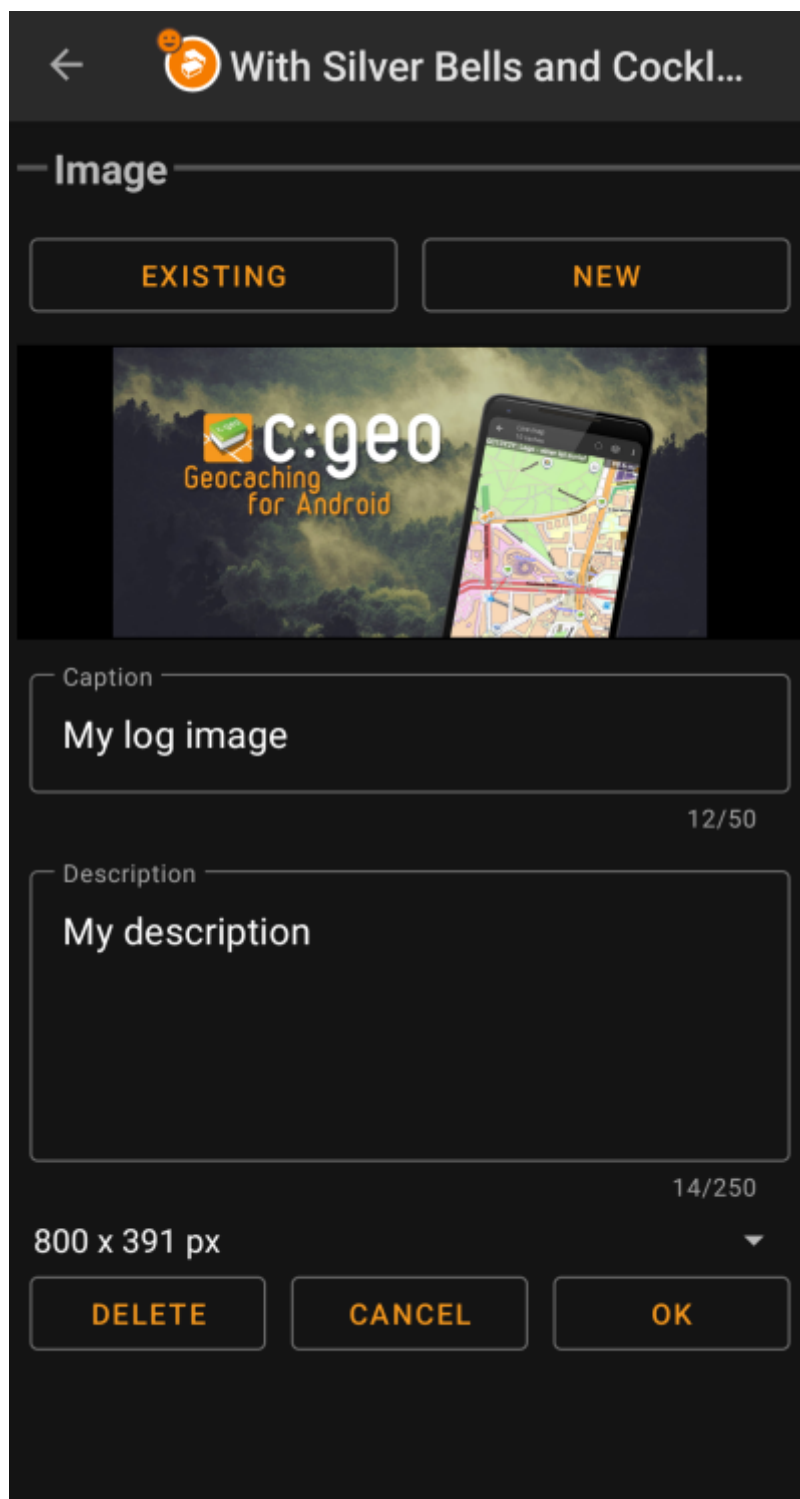 With Silver Bells and Cockl...
Image
EXISTING
NEW
c:geo
Geocaching
for Android
Caption
My log image
12/50
Description
My description
14/250
800 x 391 px
DELETE
CANCEL
OK